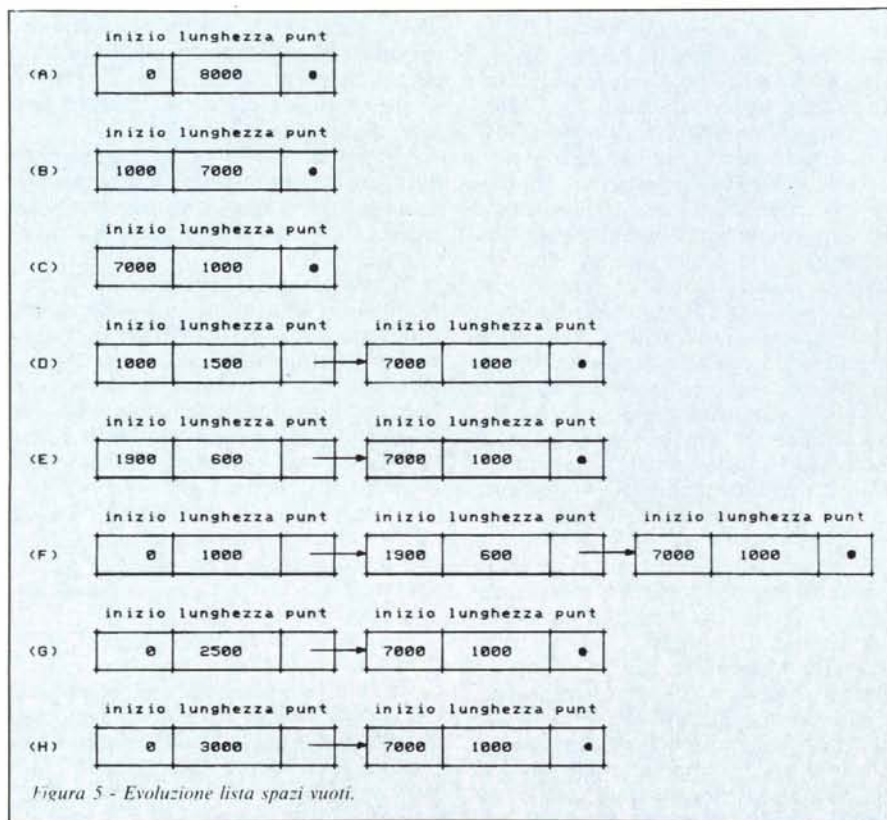 inizio lunghezza punt
(A) 0 8000
inizio lunghezza punt
(B) 1000 7000
inizio lunghezza punt
(C) 7000 1000
inizio lunghezza punt inizio lunghezza punt
(D) 1000 1500 7000 1000
inizio lunghezza punt inizio lunghezza punt
(E) 1900 600 7000 1000
inizio lunghezza punt inizio lunghezza punt inizio lunghezza punt
(F) 0 1000 1900 600 7000 1000
inizio lunghezza punt inizio lunghezza punt
(G) 0 2500 7000 1000
inizio lunghezza punt inizio lunghezza punt
(H) 0 3000 7000 1000
Figura 5 - Evoluzione lista spazi vuoti.